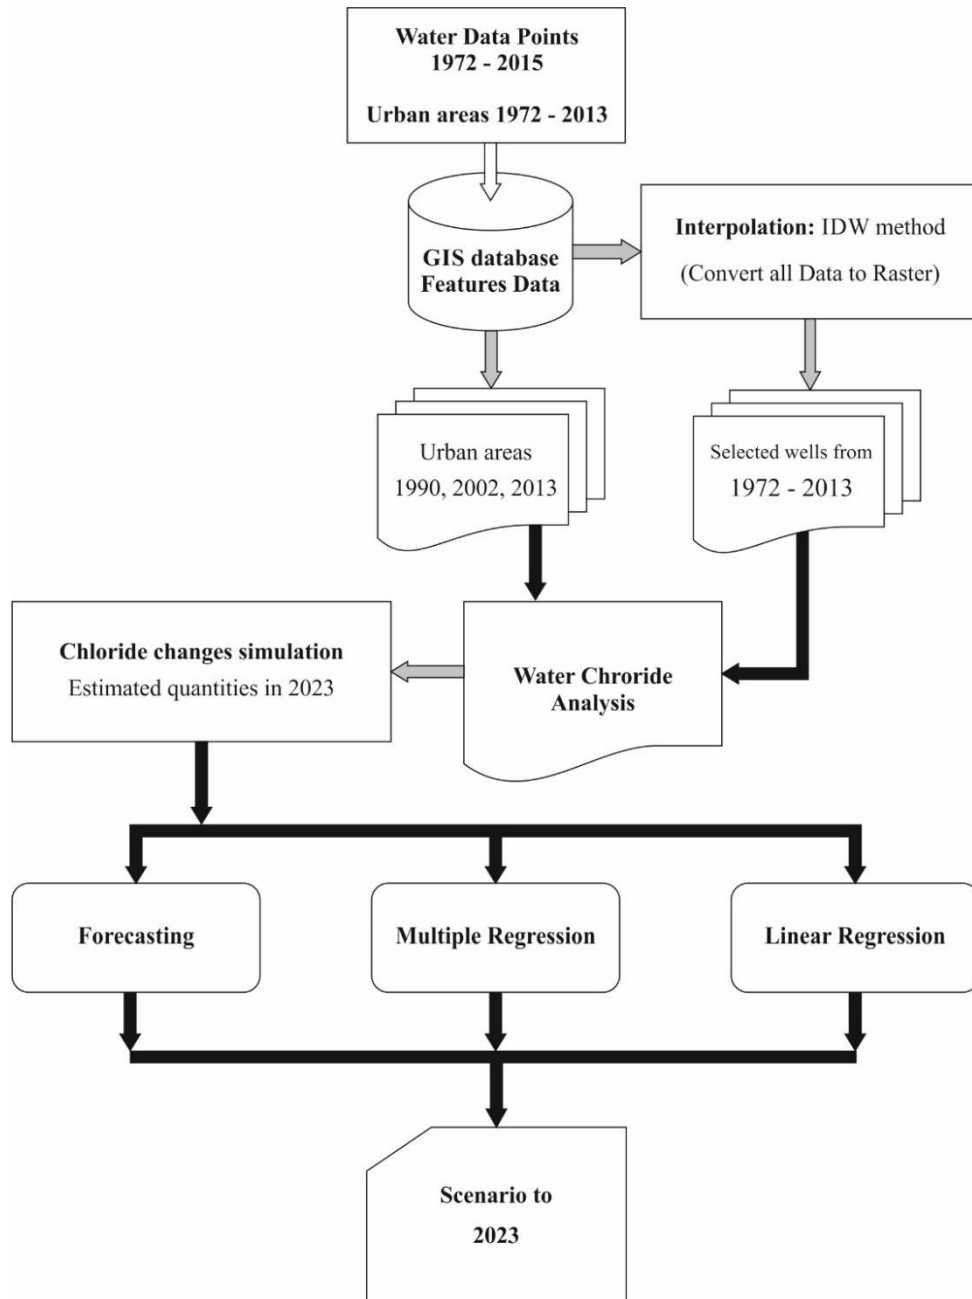 Water Data Points
1972 - 2015
Urban areas 1972 - 2013
GIS database
Features Data
Interpolation: IDW method
(Convert all Data to Raster)
Urban areas
1990, 2002, 2013
Selected wells from
1972 - 2013
Chloride changes simulation
Estimated quantities in 2023
Water Chroride
Analysis
Forecasting
Multiple Regression
Linear Regression
Scenario to
2023